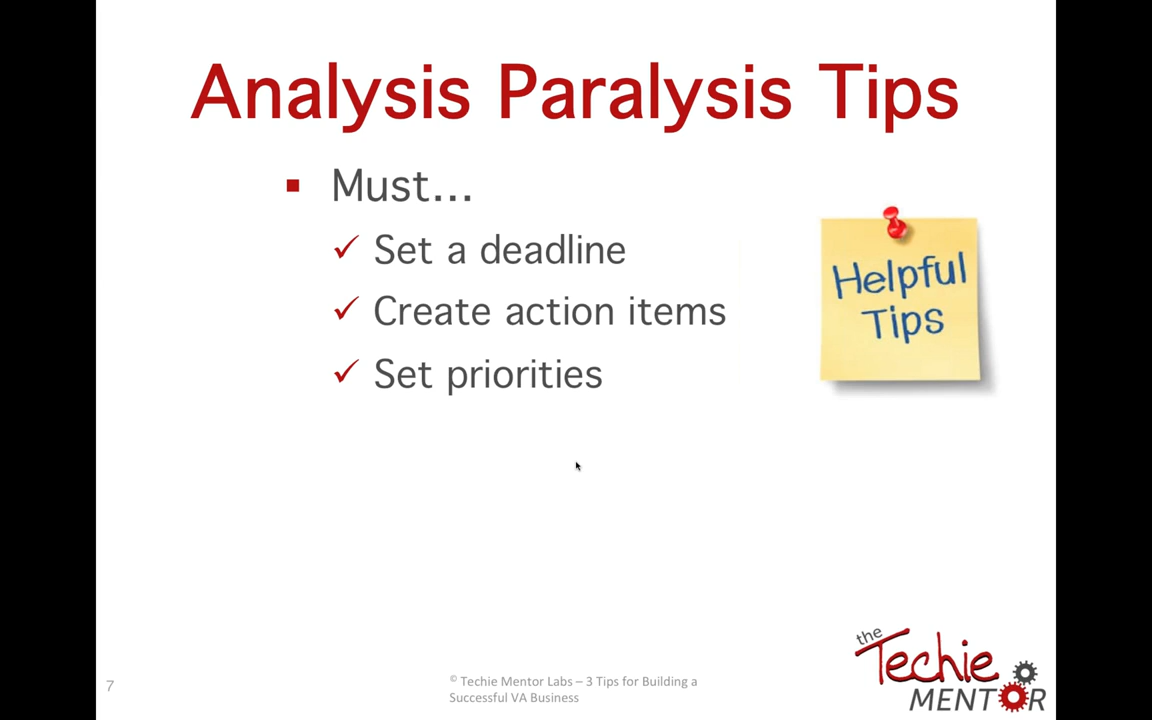 Analysis Paralysis Tips
Must...
Set a deadline
Create action items
Set priorities
Helpful
Tips
7
© Techie Mentor Labs – 3 Tips for Building a
Successful VA Business
the
Techie
MENTOR